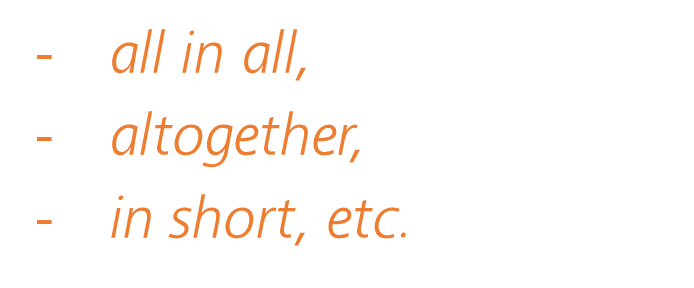 - all in all,
- altogether,
- in short, etc.